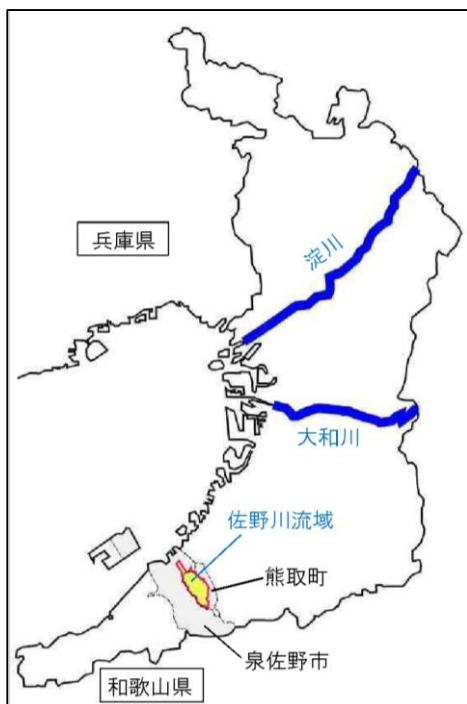 兵庫県
淀川
大和川
佐野川流域
熊取町
泉佐野市
和歌山県